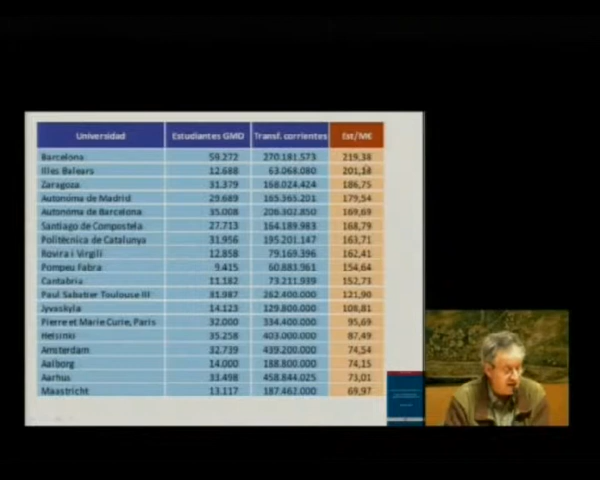 Universidad Estudiantes GMD Transf. corrientes Est/M€
Barcelona 59.272 270.181.573 219,38
Illes Balears 12.688 63.068.080 201,18
Zaragoza 31.379 168.024.424 186,75
Autonóma de Madrid 29.689 165.365.201 179,54
Autonóma de Barcelona 35.008 206.302.850 169,69
Santiago de Compostela 27.713 164.189.983 168,79
Politècnica de Catalunya 31.956 195.201.147 163,71
Rovira i Virgili 12.858 79.169.396 162,41
Pompeu Fabra 9.415 60.883.961 154,64
Cantabria 11.182 73.211.939 152,73
Paul Sabatier Toulouse III 31.987 262.400.000 121,90
Jyvaskyla 14.123 129.800.000 108,81
Pierre et Marie Curie, Paris 32.000 334.400.000 95,69
Helsinki 35.258 403.000.000 87,49
Amsterdam 32.739 439.200.000 74,54
Aalborg 14.000 188.800.000 74,15
Aarhus 33.498 458.844.025 73,01
Maastricht 13.117 187.462.000 69,97